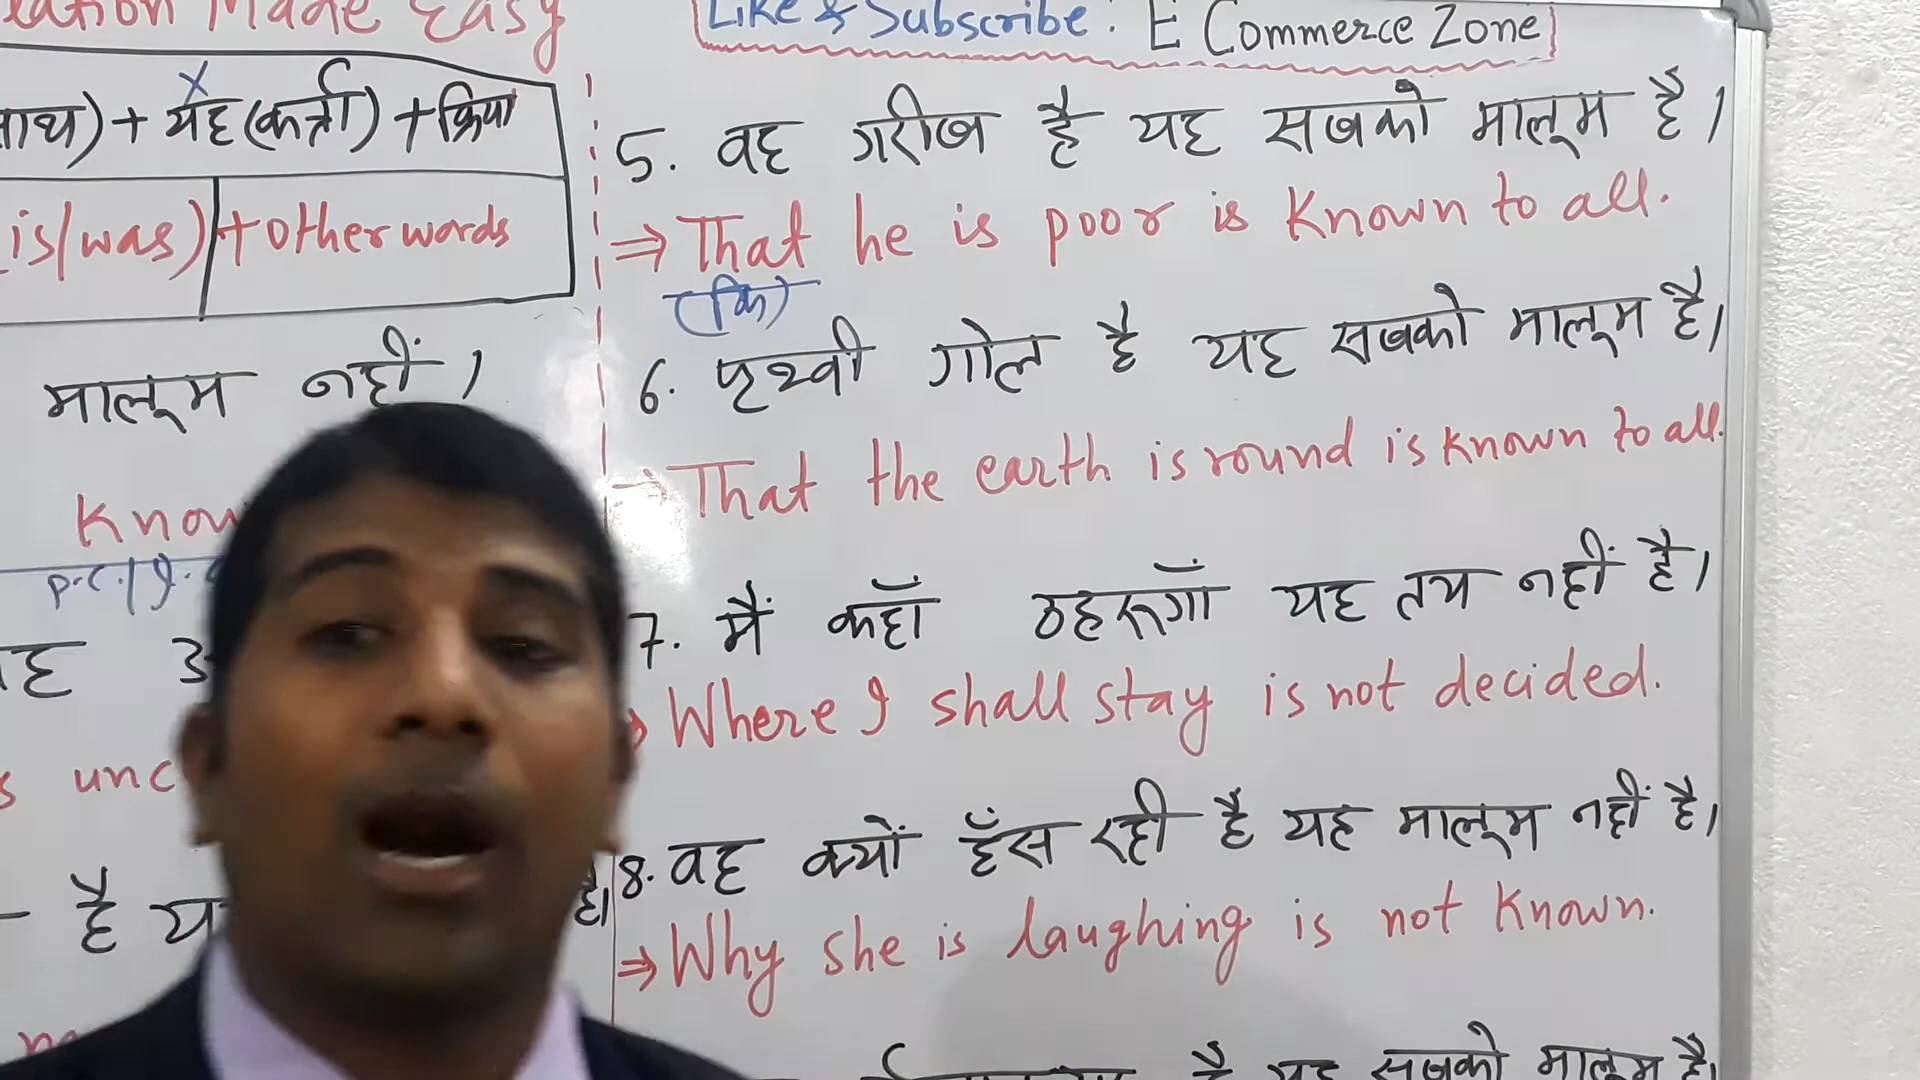 Made Easy
Like & Subscribe: E Commerce Zone
+ यह (कर्त्ता) + क्रिया
is/was) + other words
मालूम नहीं।
p.c.
5. वह गरीब है यह सबको मालूम है।
⇒ That he is poor is known to all.
(कि)
6. पृथ्वी गोल है यह सबको मालूम है।
→ That the earth is round is known to all.
7. मैं कहाँ ठहरूगाँ यह तय नहीं है।
Where I shall stay is not decided.
है
8. वह क्यों हँस रही है यह मालूम नहीं है।
⇒ Why she is laughing is not known.
है यह सबको मालूम है।